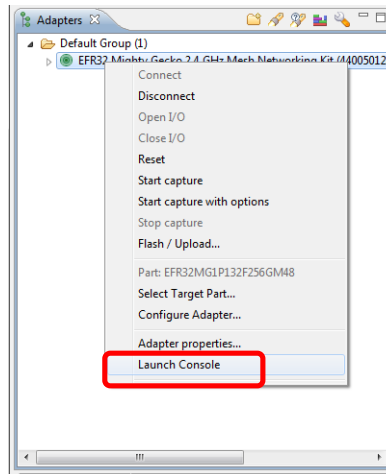 Adapters
Default Group (1)
EFR32 Mighty Gecko 2.4 GHz Mesh Networking Kit (44005012
Connect
Disconnect
Open I/O
Close I/O
Reset
Start capture
Start capture with options
Stop capture
Flash / Upload...
Part: EFR32MG1P132F256GM48
Select Target Part...
Configure Adapter...
Adapter properties...
Launch Console